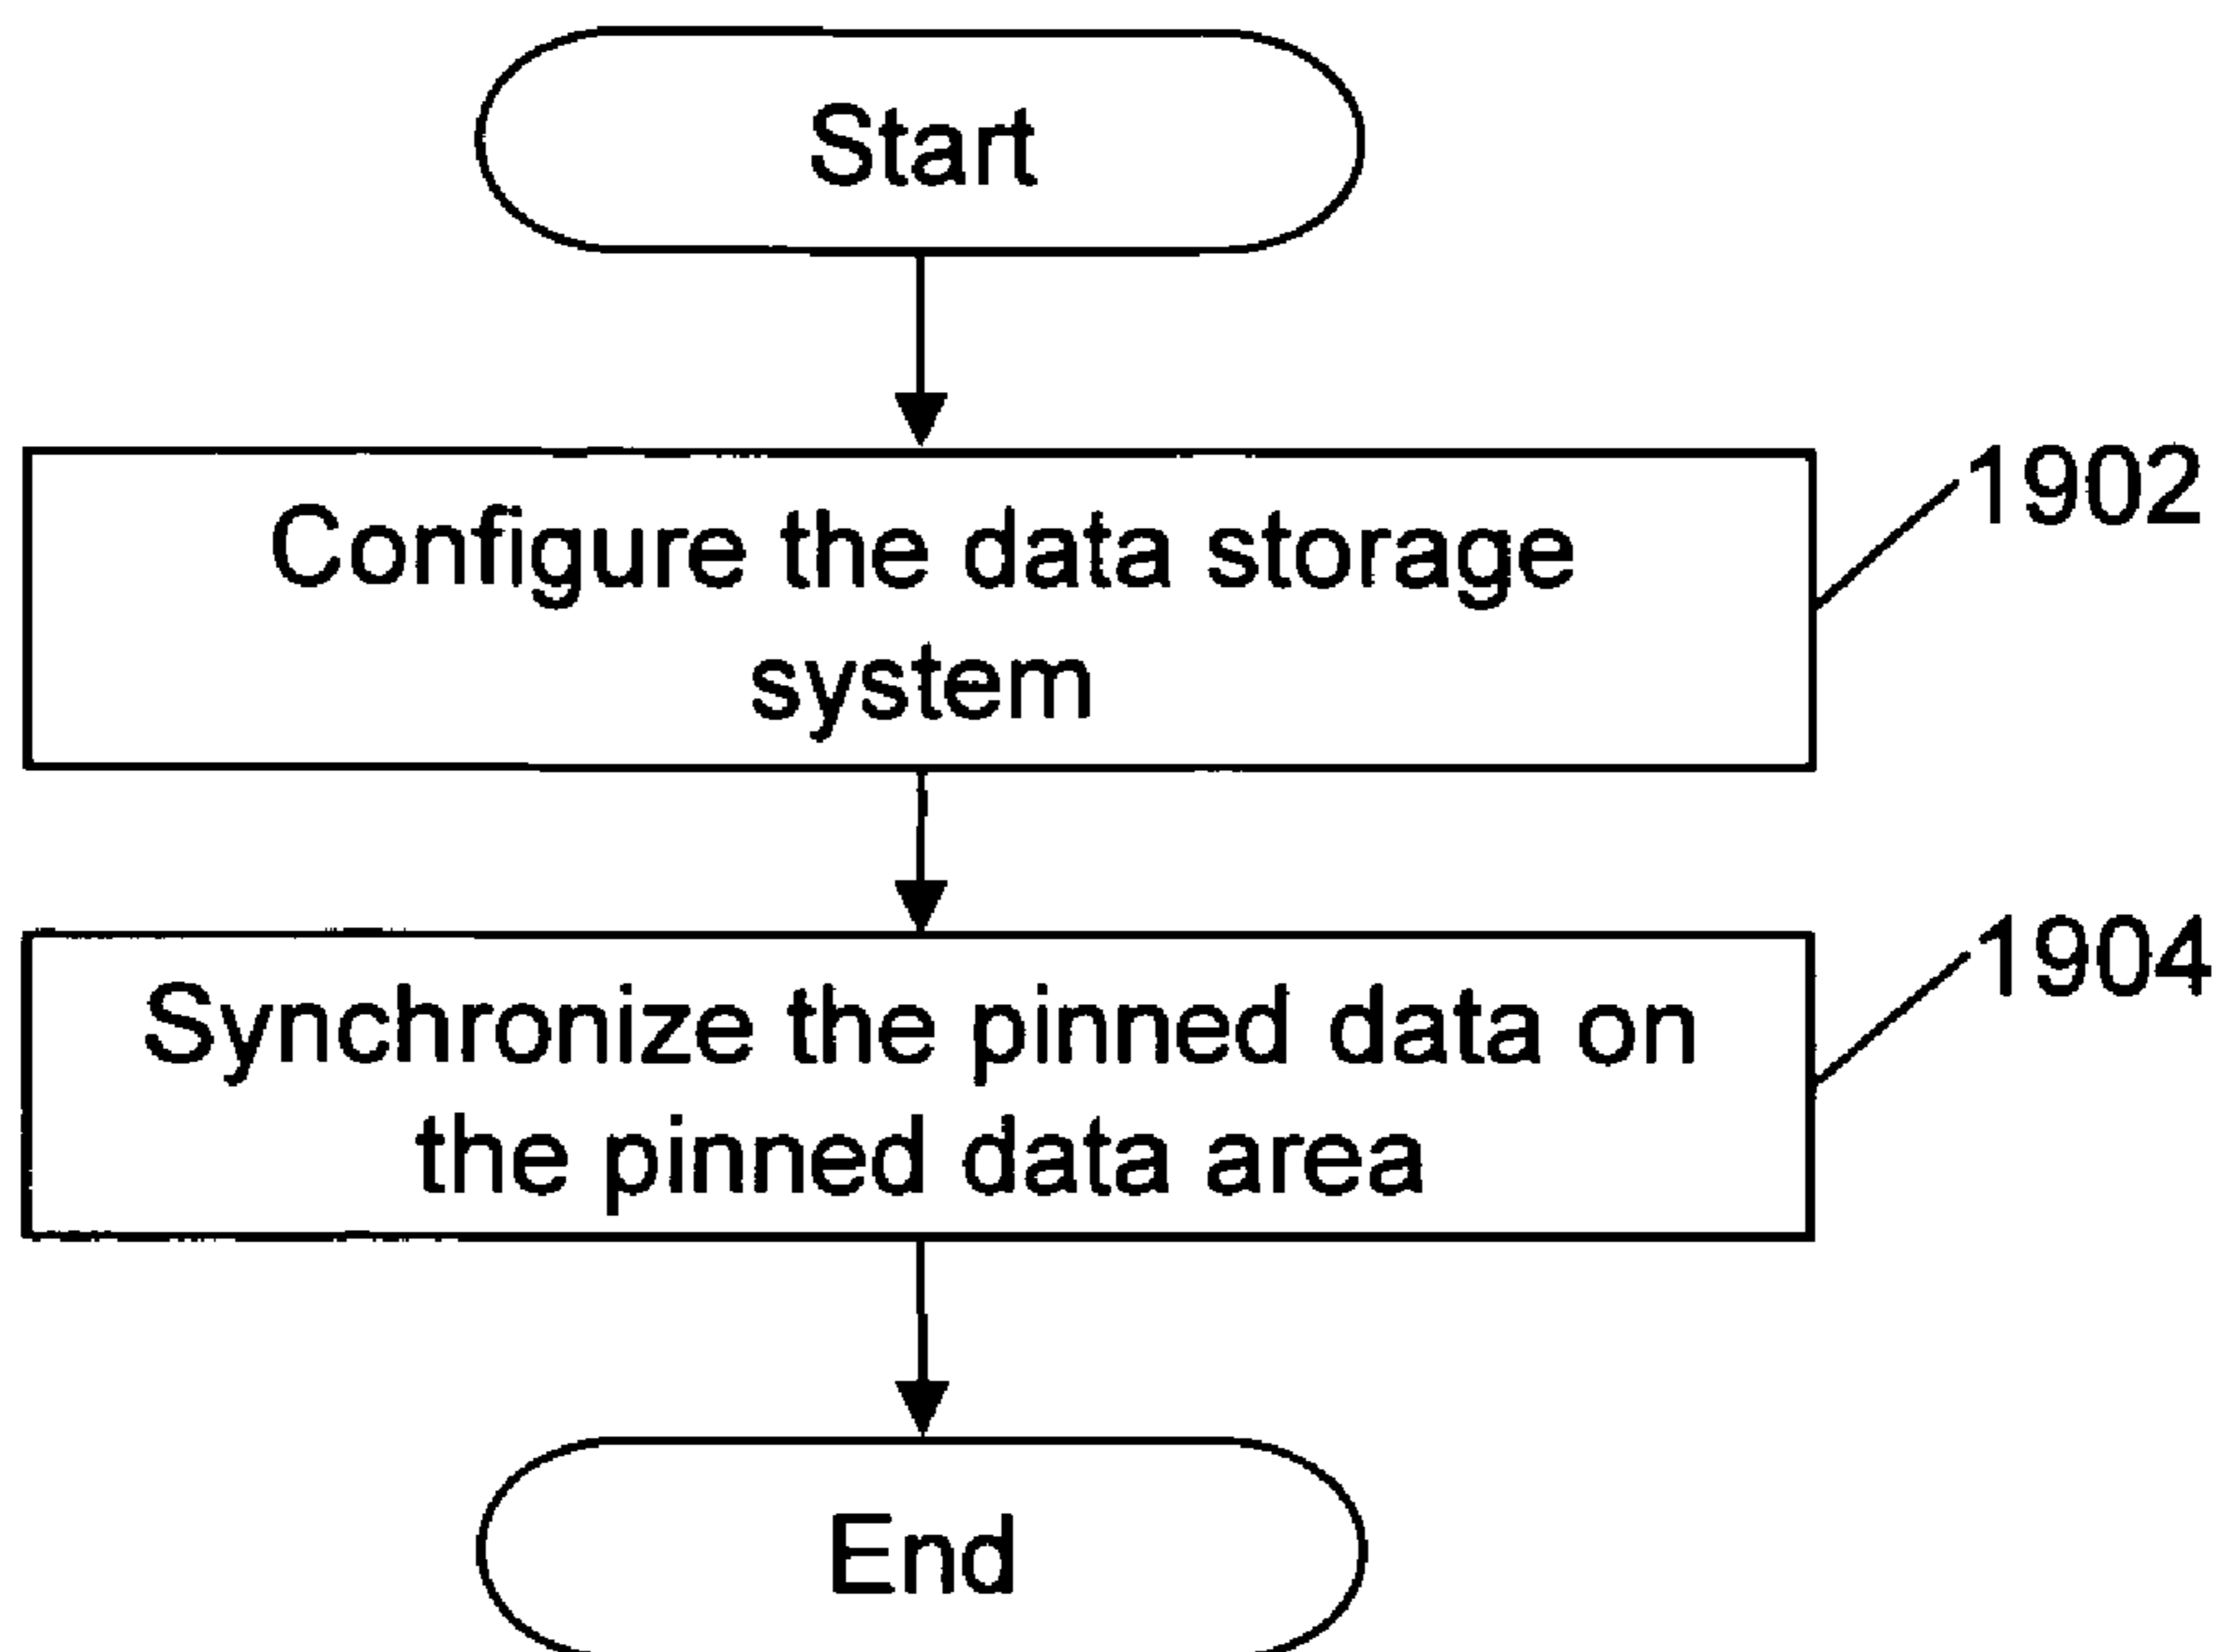 Start
Configure the data storage
system
1902
Synchronize the pinned data on
the pinned data area
1904
End